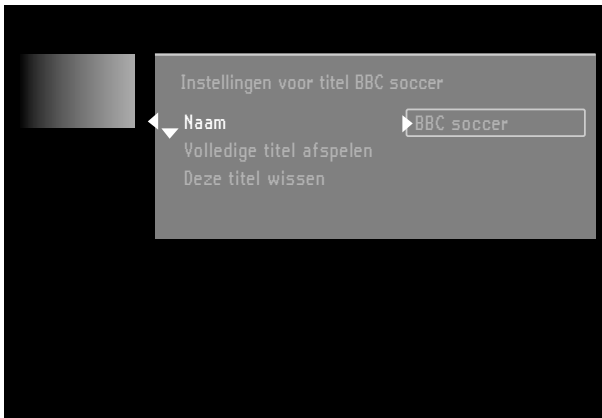 Instellingen voor titel BBC soccer
Naam BBC soccer
Volledige titel afspelen
Deze titel wissen